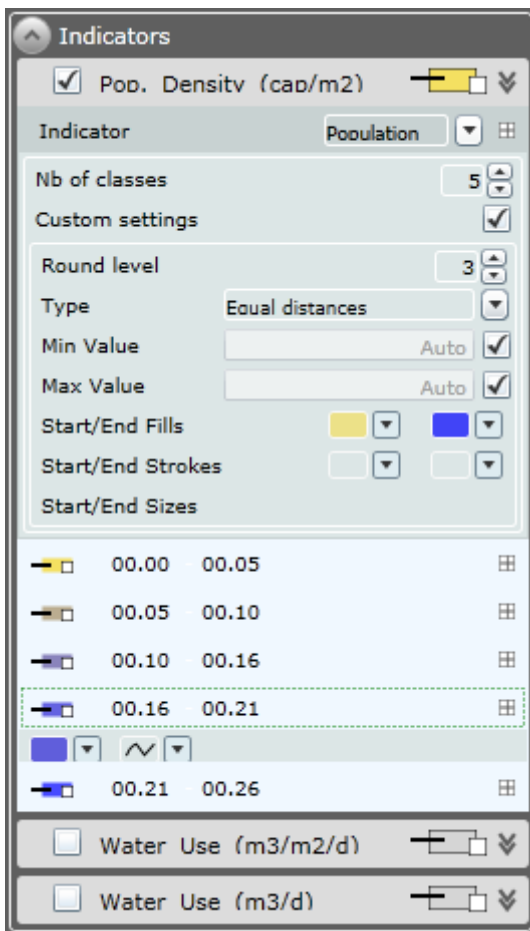 Indicators
Pop. Density (cap/m2)
Indicator Population
Nb of classes 5
Custom settings
Round level 3
Type Equal distances
Min Value Auto
Max Value Auto
Start/End Fills
Start/End Strokes
Start/End Sizes
00.00 00.05
00.05 00.10
00.10 00.16
00.16 00.21
00.21 00.26
Water Use (m3/m2/d)
Water Use (m3/d)